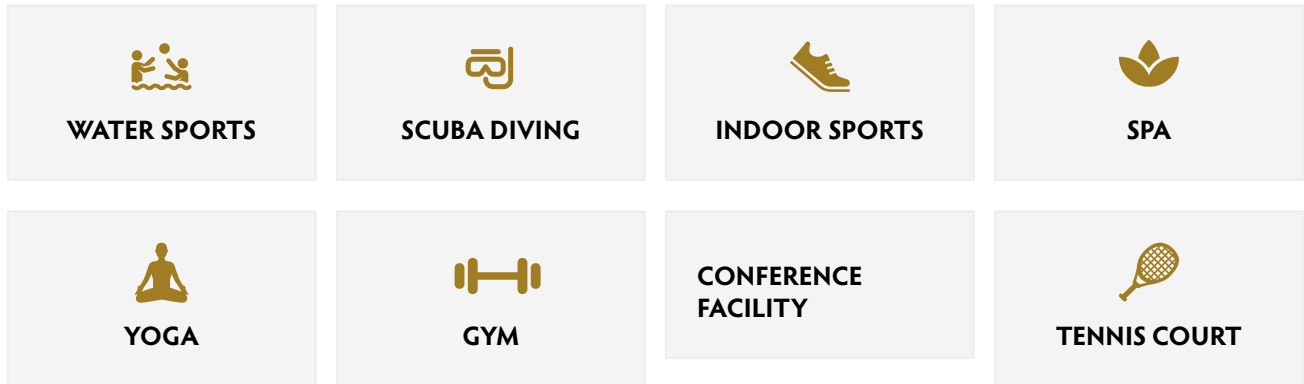 WATER SPORTS
SCUBA DIVING
INDOOR SPORTS
SPA
YOGA
GYM
CONFERENCE
FACILITY
TENNIS COURT